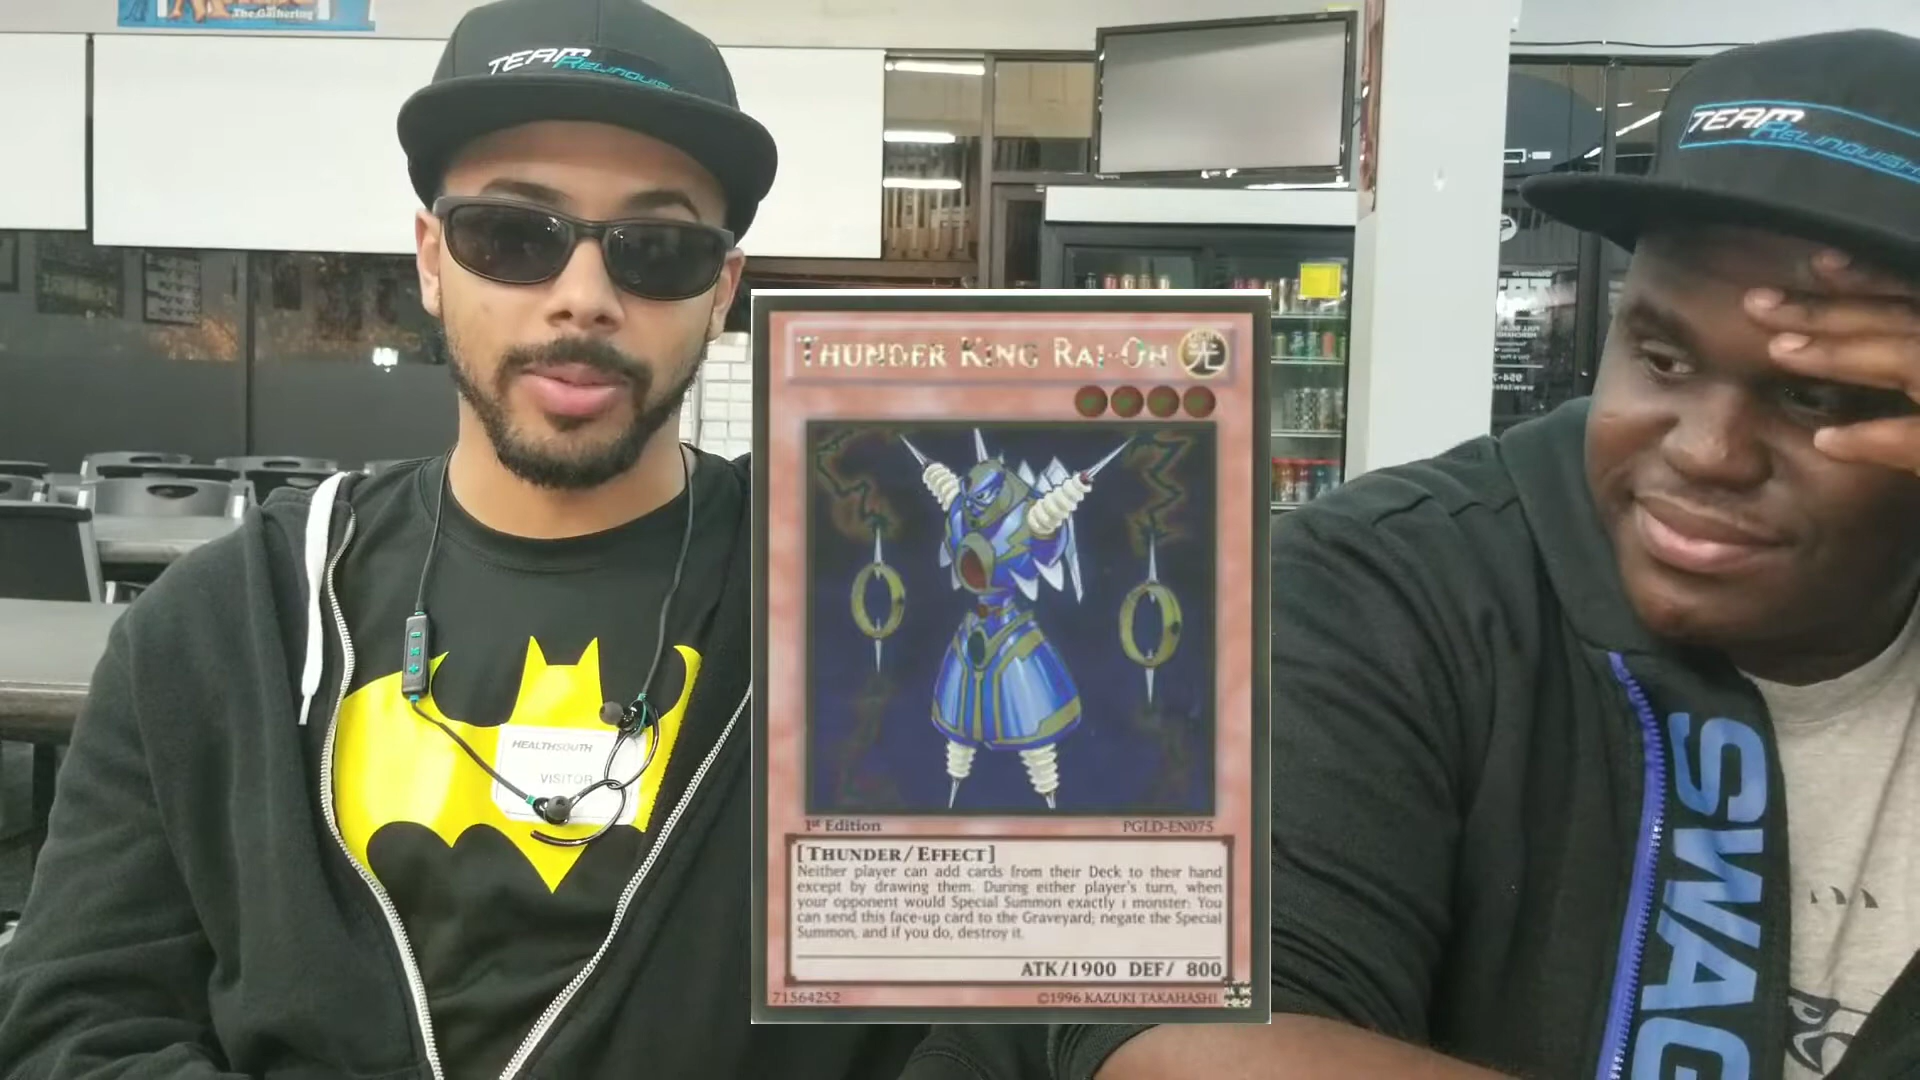 The Gathering
TEAM
RELINQUISH
TEAM
RELINQUISH
THUNDER KING RAI-OH
光
1st Edition
PGLD-EN075
[THUNDER/EFFECT]
Neither player can add cards from their Deck to their hand
except by drawing them. During either player's turn, when
your opponent would Special Summon exactly 1 monster: You
can send this face-up card to the Graveyard; negate the Special
Summon, and if you do, destroy it.
ATK/1900 DEF/ 800
71564252
©1996 KAZUKI TAKAHASHI
HEALTHSOUTH
VISITOR
SWAG